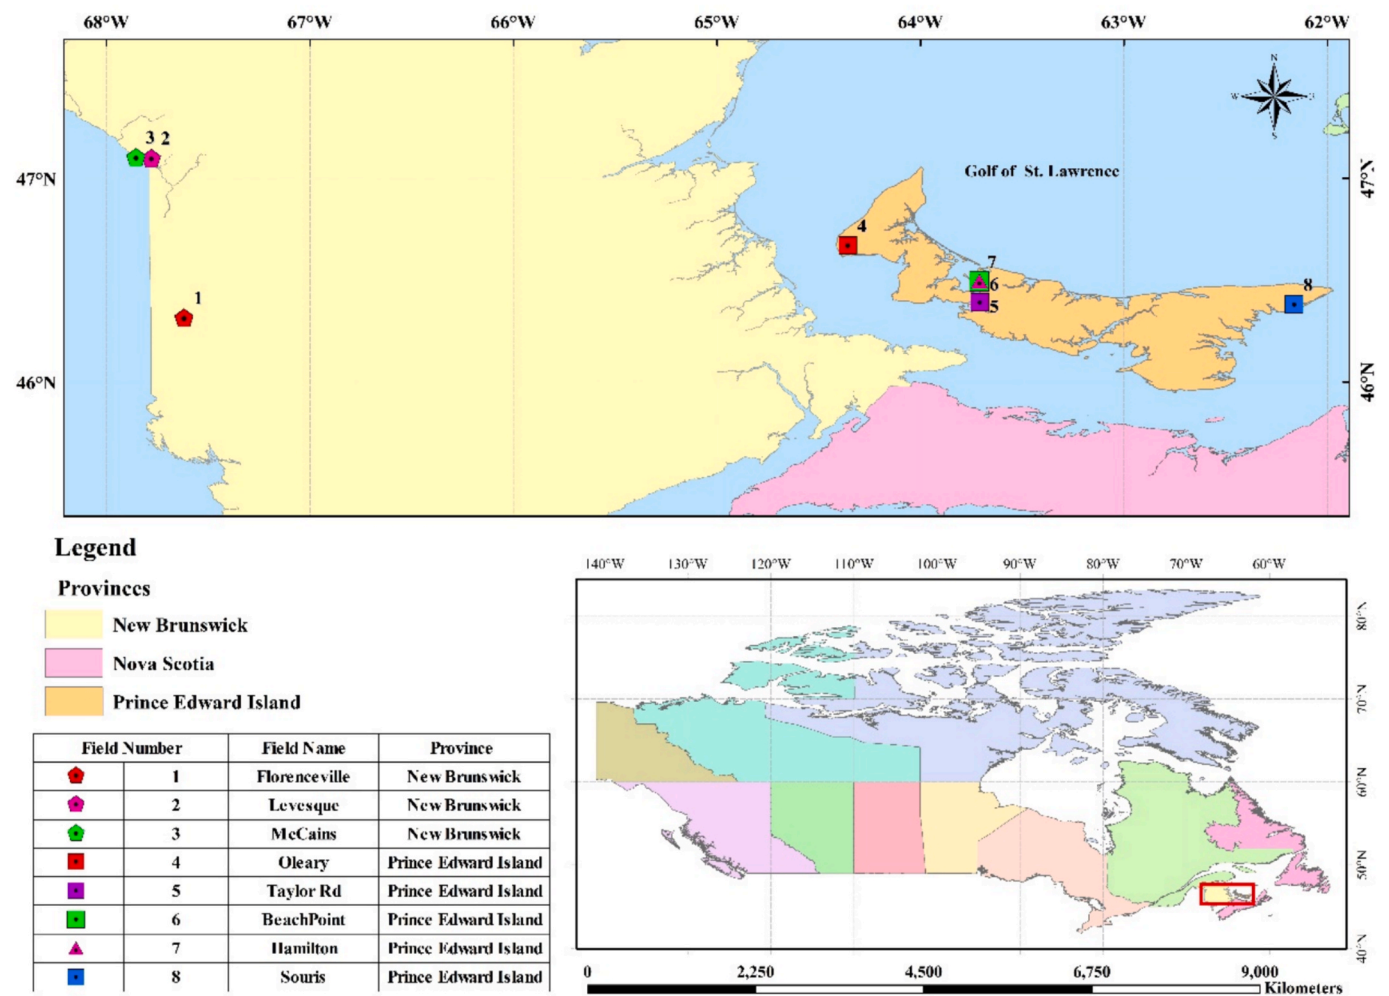 68°W 67°W 66°W 65°W 64°W 63°W 62°W
N
W E
S
3 2
47°N 47°N
Golf of St. Lawrence
4
7
6
5
8
1
46°N 46°N
Legend
Provinces
New Brunswick
Nova Scotia
Prince Edward Island
Field Number Field Name Province
1 Florenceville New Brunswick
2 Levesque New Brunswick
3 McCains New Brunswick
4 Oleary Prince Edward Island
5 Taylor Rd Prince Edward Island
6 BeachPoint Prince Edward Island
7 Hamilton Prince Edward Island
8 Souris Prince Edward Island
140°W 130°W 120°W 110°W 100°W 90°W 80°W 70°W 60°W
80°N
70°N
60°N
50°N
40°N
0 2,250 4,500 6,750 9,000
Kilometers